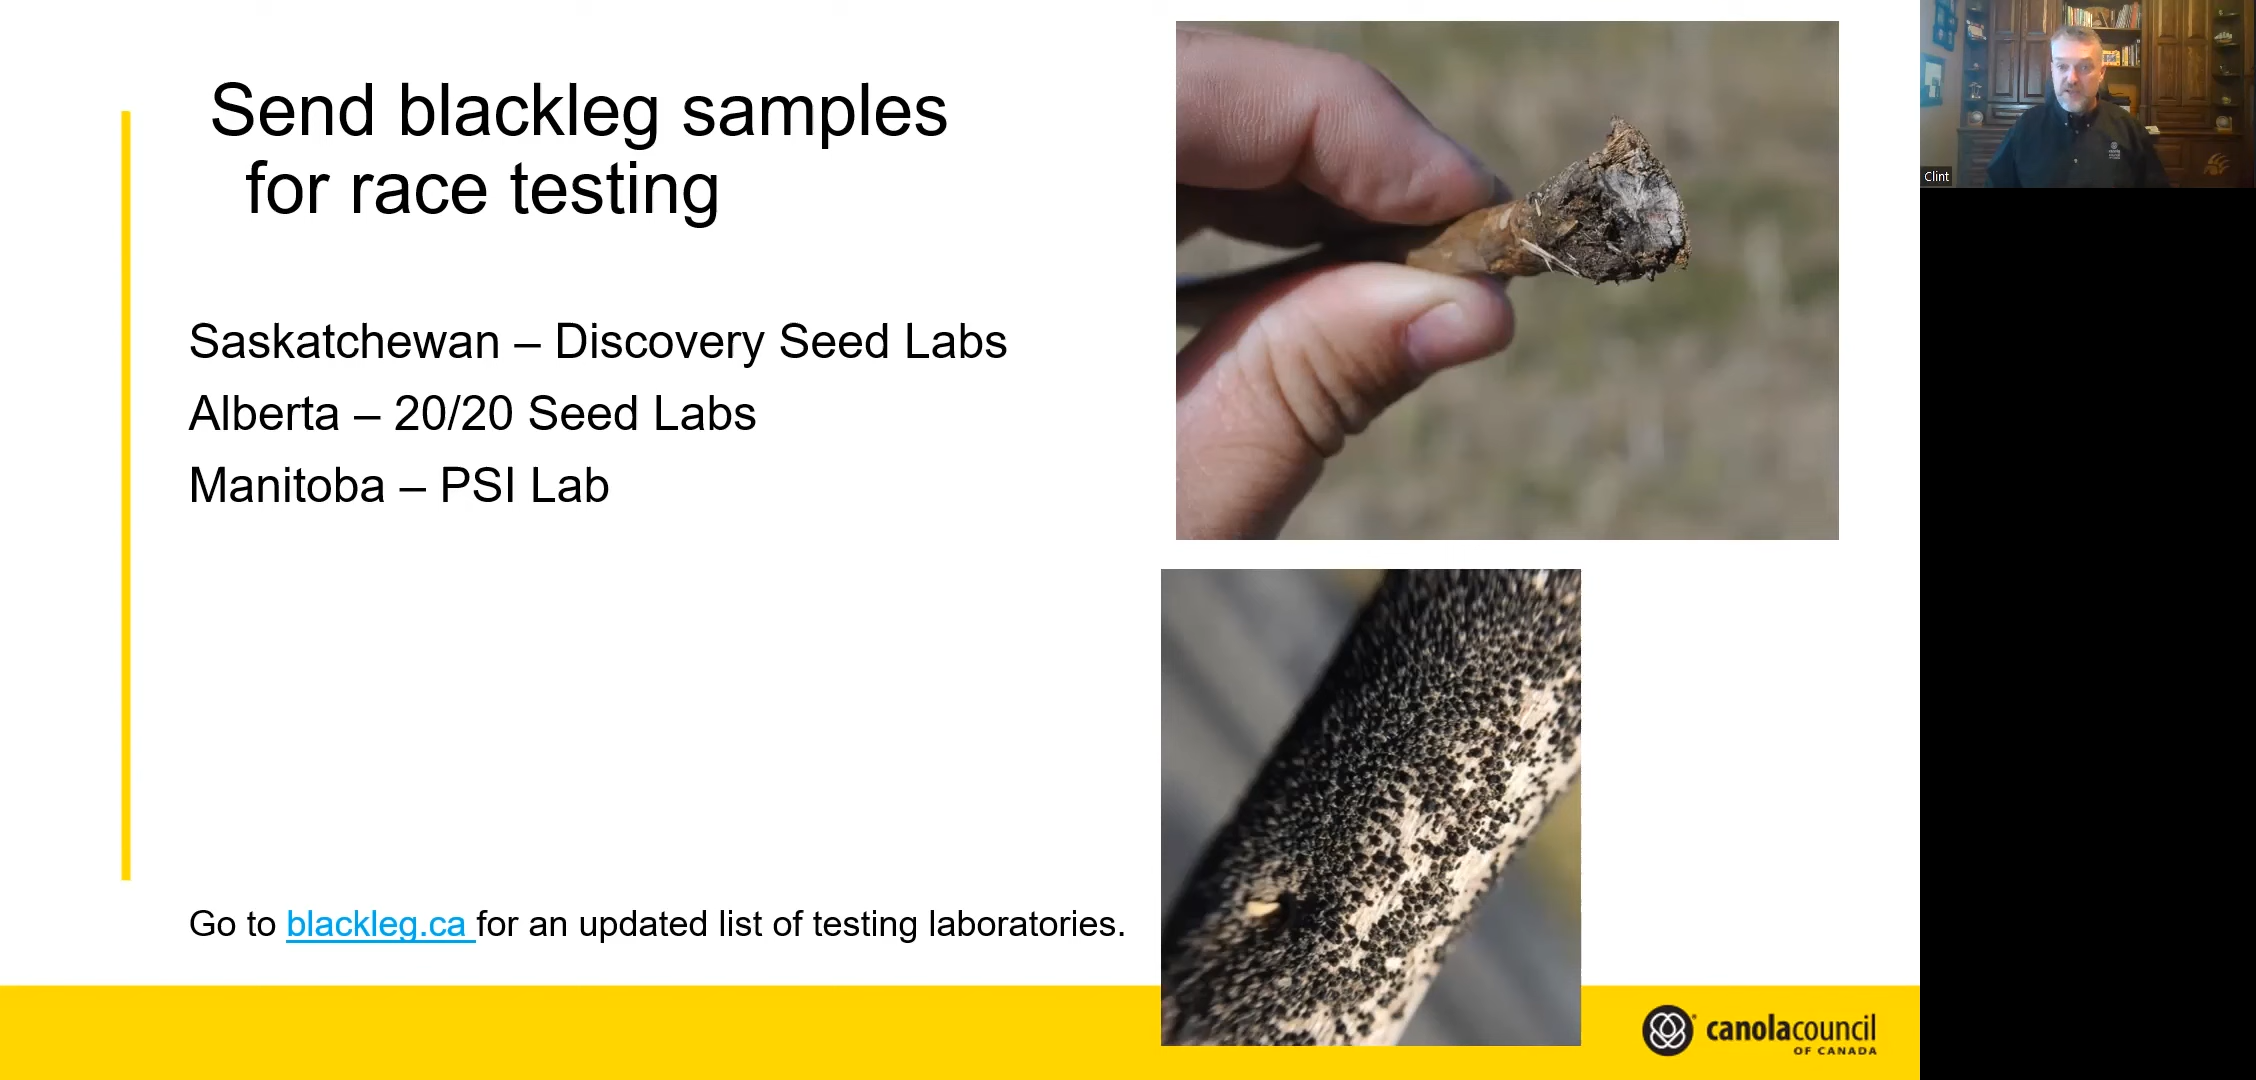 Send blackleg samples
for race testing
Saskatchewan – Discovery Seed Labs
Alberta – 20/20 Seed Labs
Manitoba – PSI Lab
Go to blackleg.ca for an updated list of testing laboratories.
canolacouncil
OF CANADA
Clint